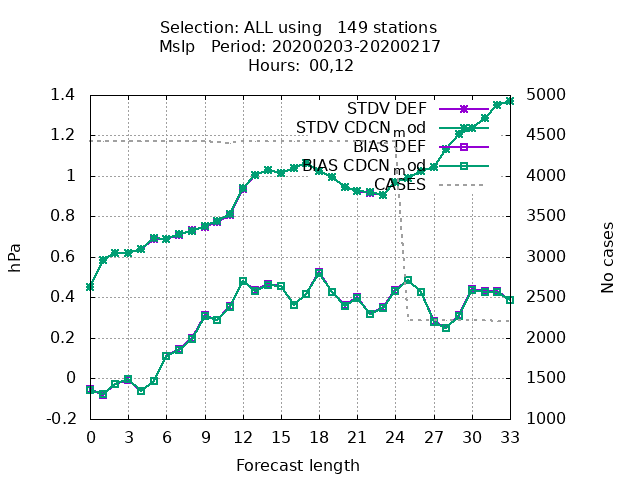 Selection: ALL using   149 stations
Mslp   Period: 20200203-20200217
Hours:  00,12
1.4
1.2
1
0.8
0.6
0.4
0.2
0
-0.2
hPa
5000
4500
4000
3500
3000
2500
2000
1500
1000
No cases
STDV DEF
STDV CDCN_mod
BIAS DEF
BIAS CDCN_mod
CASES
0 3 6 9 12 15 18 21 24 27 30 33
Forecast length